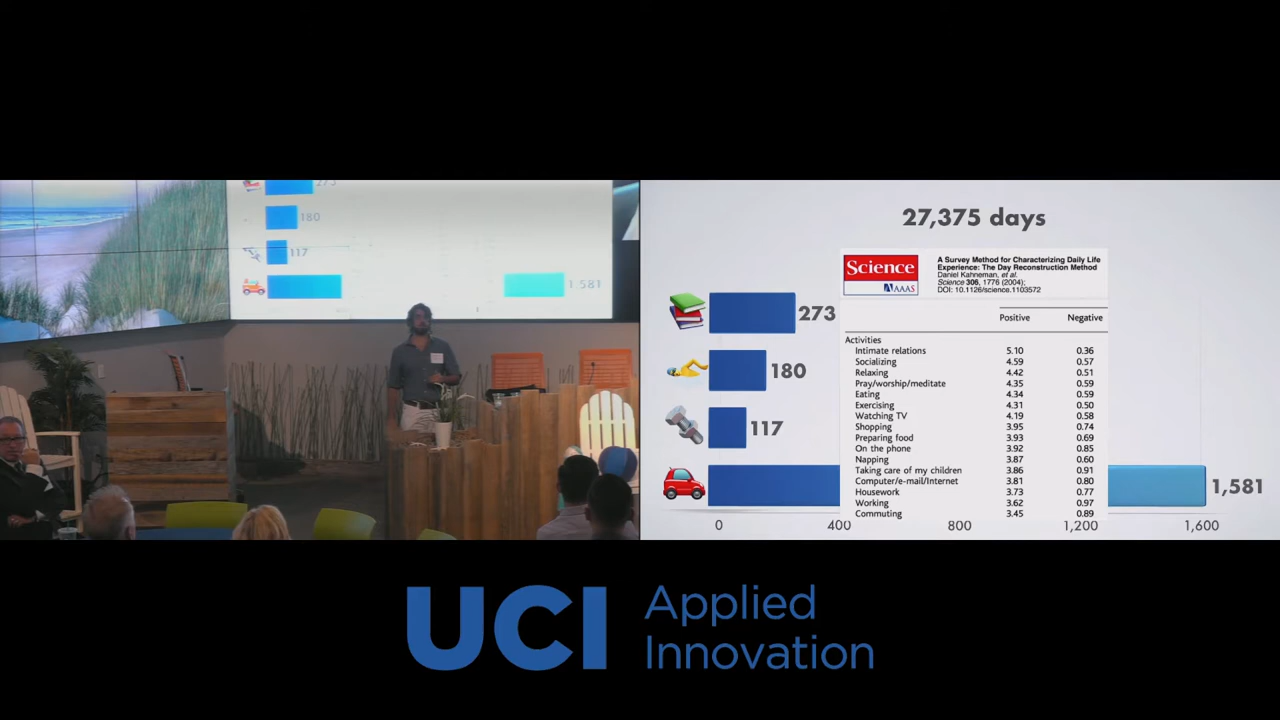 273
180
117
1,581
27,375 days
Science
AAAS
A Survey Method for Characterizing Daily Life
Experience: The Day Reconstruction Method
Daniel Kahneman, et al.
Science 306, 1776 (2004);
DOI: 10.1126/science.1103572
Positive Negative
Activities
Intimate relations 5.10 0.36
Socializing 4.59 0.57
Relaxing 4.42 0.51
Pray/worship/meditate 4.35 0.59
Eating 4.34 0.59
Exercising 4.31 0.50
Watching TV 4.19 0.58
Shopping 3.95 0.74
Preparing food 3.93 0.69
On the phone 3.92 0.85
Napping 3.87 0.60
Taking care of my children 3.86 0.91
Computer/e-mail/Internet 3.81 0.80
Housework 3.73 0.77
Working 3.62 0.97
Commuting 3.45 0.89
273
180
117
1,581
0 400 800 1,200 1,600
UCI Applied
Innovation